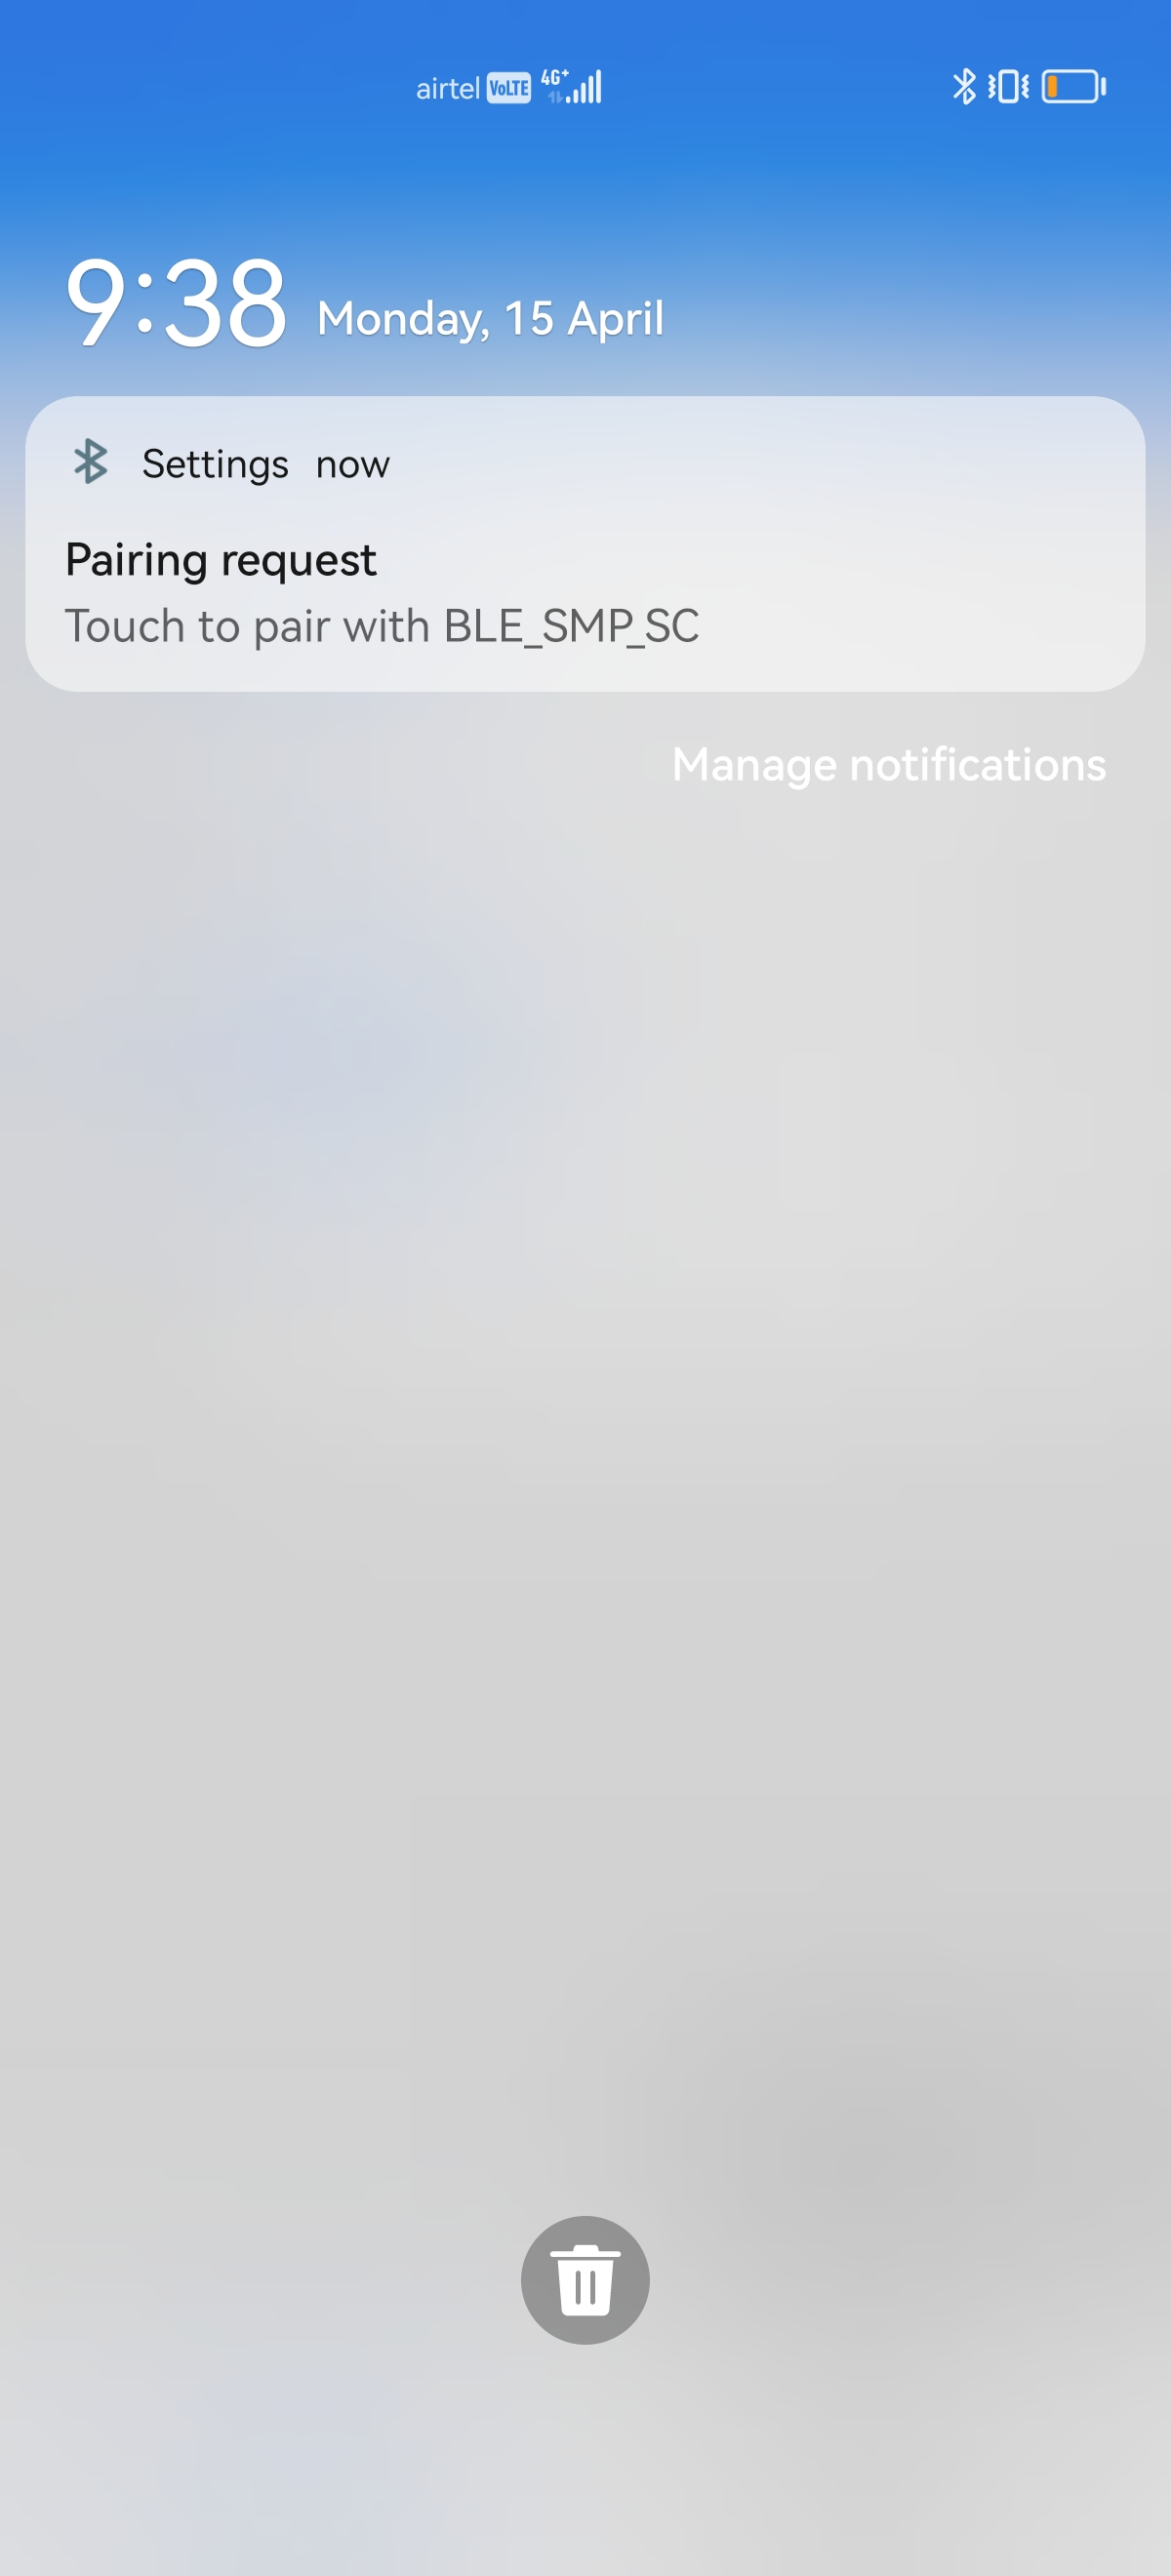 airtel VoLTE 4G+
9:38 Monday, 15 April
Settings now
Pairing request
Touch to pair with BLE_SMP_SC
Manage notifications